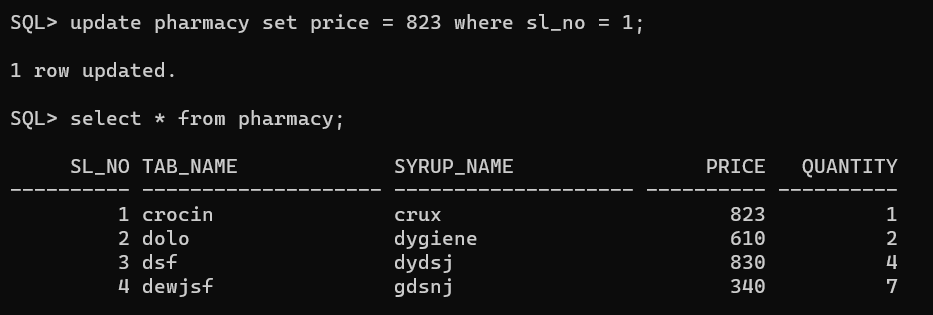 SQL> update pharmacy set price = 823 where sl_no = 1;
1 row updated.
SQL> select * from pharmacy;
     SL_NO TAB_NAME             SYRUP_NAME                PRICE   QUANTITY
---------- -------------------- -------------------- ---------- ----------
         1 crocin               crux                        823          1
         2 dolo                 dygiene                     610          2
         3 dsf                  dydsj                       830          4
         4 dewjsf               gdsnj                       340          7